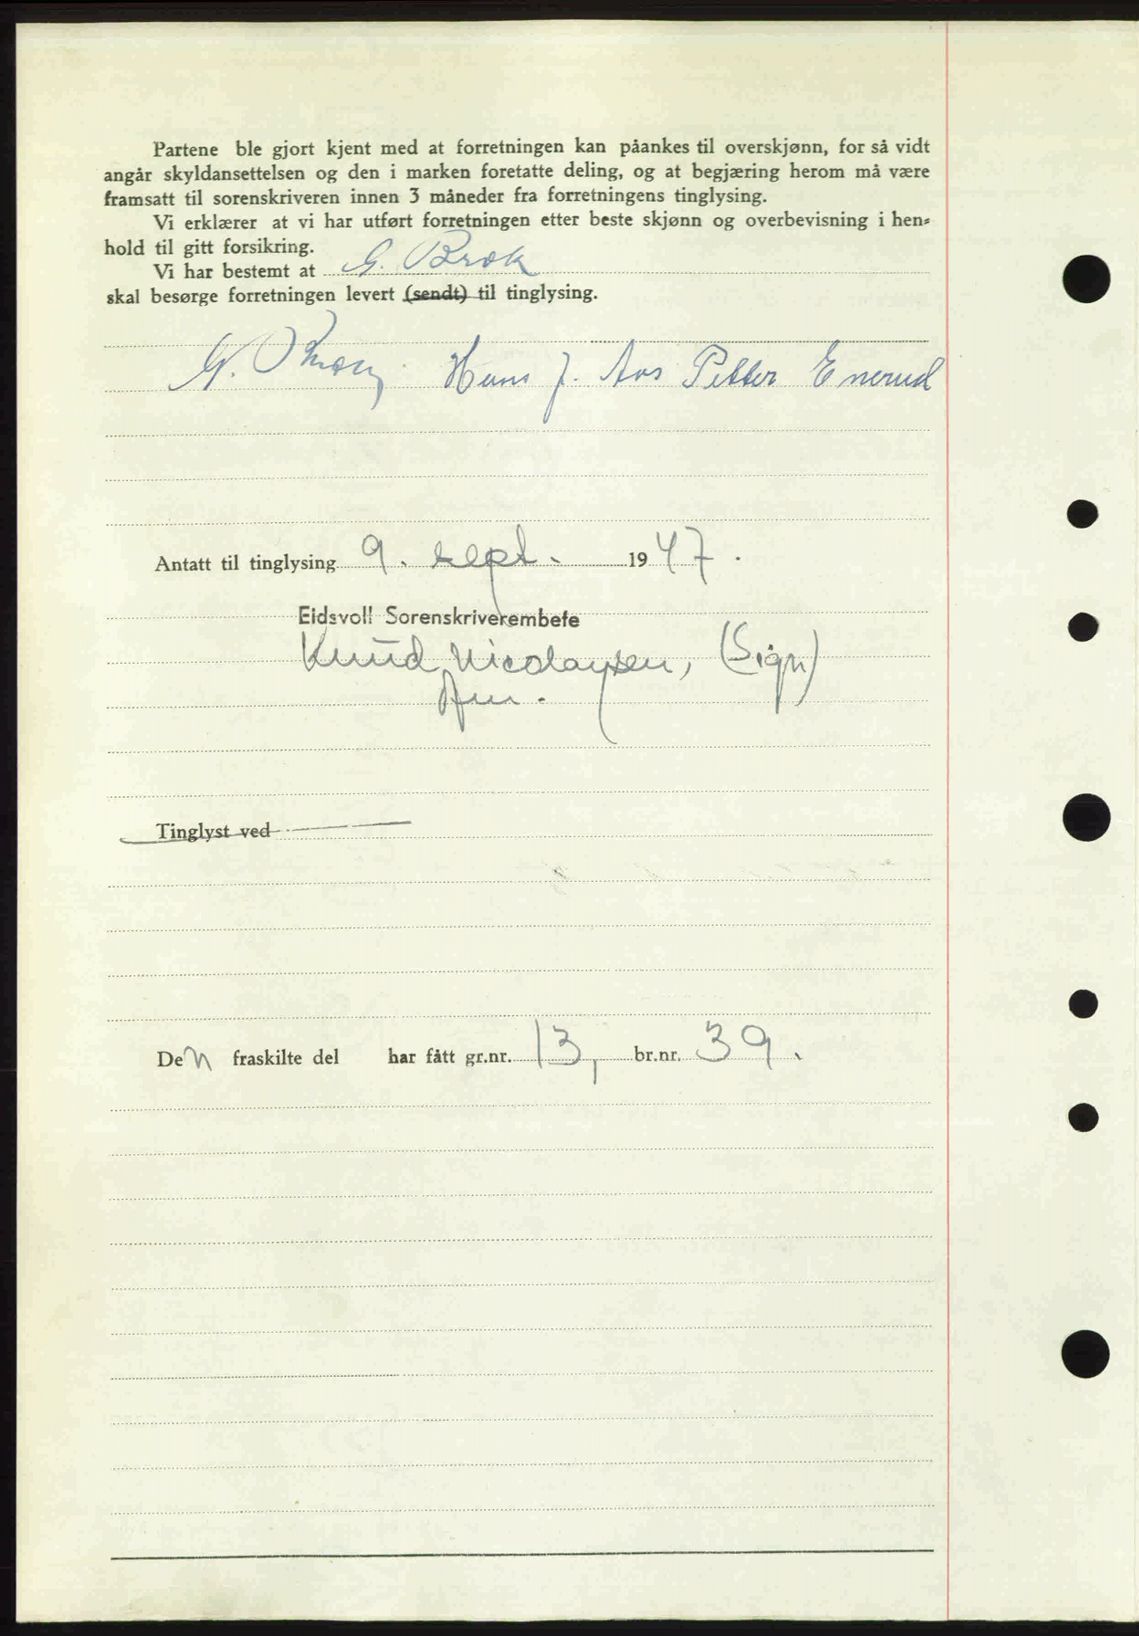 Partene ble gjort kjent med at forretningen kan påankes til overskjønn, for så vidt
angår skyldansettelsen og den i marken foretatte deling, og at begjæring herom må være
framsatt til sorenskriveren innen 3 måneder fra forretningens tinglysing.
Vi erklærer at vi har utført forretningen etter beste skjønn og overbevisning i hen-
hold til gitt forsikring.
Vi har bestemt at G. Brok
skal besørge forretningen levert (sendt) til tinglysing.
Hans J. Aas Petter Enerud
Antatt til tinglysing 9. sept. 1947.
Eidsvoll Sorenskriverembete
Knud Nicolaysen, (Sign)
Tinglyst ved
Den fraskilte del har fått gr.nr. 13, br.nr. 39.